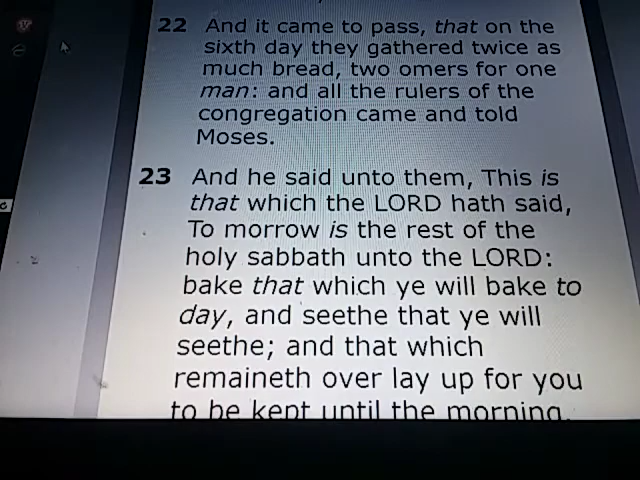 22 And it came to pass, that on the
sixth day they gathered twice as
much bread, two omers for one
man: and all the rulers of the
congregation came and told
Moses.
23 And he said unto them, This is
that which the LORD hath said,
To morrow is the rest of the
holy sabbath unto the LORD:
bake that which ye will bake to
day, and seethe that ye will
seethe; and that which
remaineth over lay up for you
to be kept until the morning.